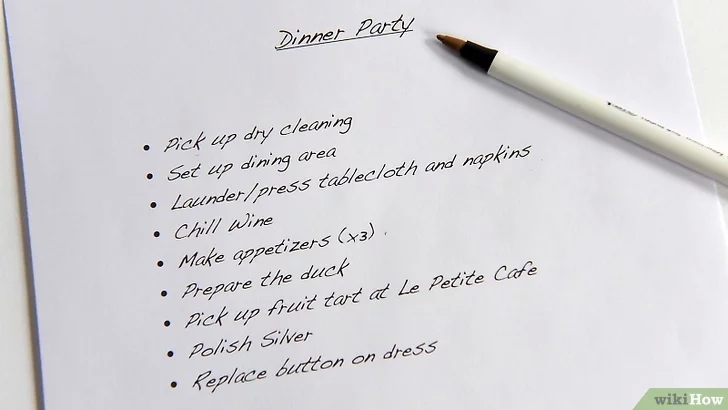 Dinner Party
• Pick up dry cleaning
• Set up dining area
• Launder/press tablecloth and napkins
• Chill Wine
• Make appetizers (x3) .
• Prepare the duck
• Pick up fruit tart at Le Petite Cafe
• Polish Silver
• Replace button on dress
wikiHow